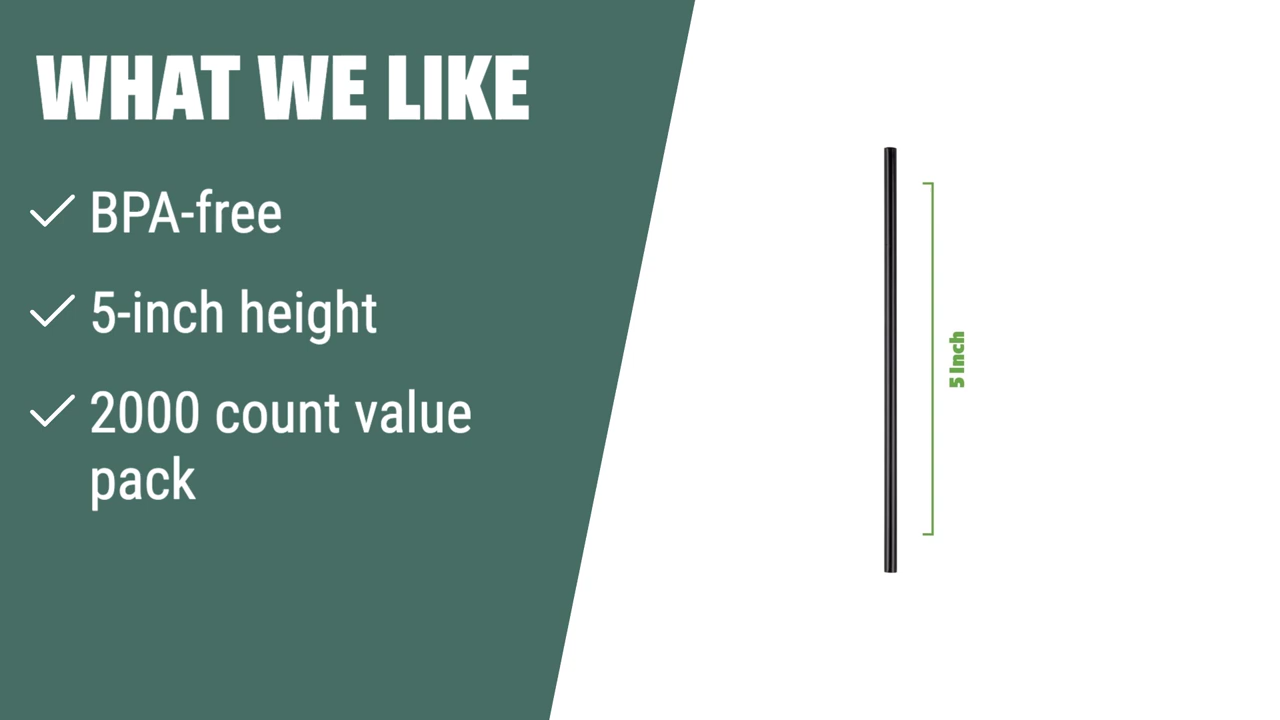 WHAT WE LIKE
BPA-free
5-inch height
2000 count value
pack
5 Inch